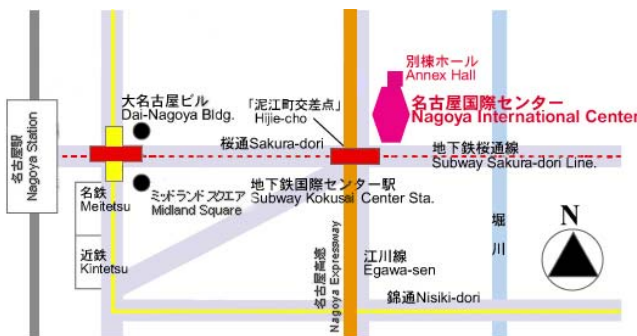 別棟ホール
Annex Hall
名古屋国際センター
Nagoya International Center
大名古屋ビル
Dai-Nagoya Bldg.
「泥江町交差点」
Hijie-cho
名古屋駅
Nagoya Station
桜通Sakura-dori
地下鉄桜通線
Subway Sakura-dori Line.
名鉄
Meitetsu
ミッドランドスクエア
Midland Square
地下鉄国際センター駅
Subway Kokusai Center Sta.
堀川
N
近鉄
Kintetsu
名古屋高速
Nagoya Expressway
江川線
Egawa-sen
錦通Nisiki-dori